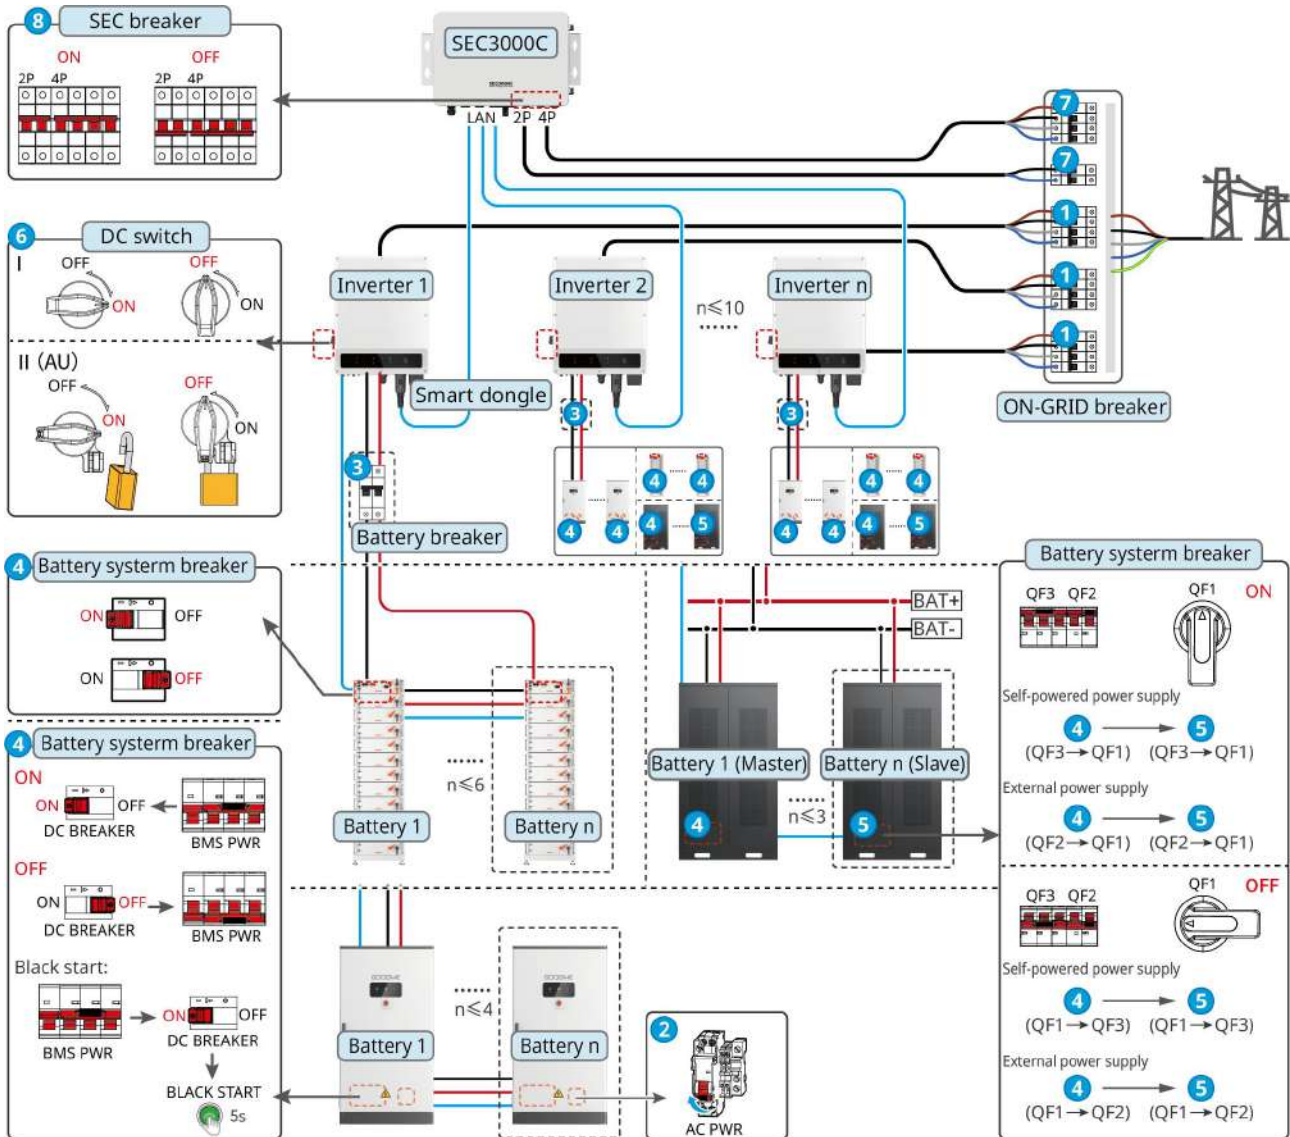 8 SEC breaker
ON OFF
2P 4P 2P 4P
SEC3000C
LAN 2P 4P
7
7
1
1
1
ON-GRID breaker
6 DC switch
I
OFF OFF
ON ON
II (AU)
OFF OFF
ON ON
Inverter 1
Inverter 2
n≤10
......
Inverter n
Smart dongle
3
Battery breaker
3
4 ...... 4
...... 4 ...... 5
4 4
3
4 ...... 4
...... 4 ...... 5
4 4
4 Battery systerm breaker
ON OFF
ON OFF
4 Battery systerm breaker
ON
ON OFF
DC BREAKER BMS PWR
OFF
ON OFF
DC BREAKER BMS PWR
Black start:
ON OFF
BMS PWR DC BREAKER
BLACK START
5s
......
n≤6
Battery 1 Battery n
BAT+
BAT-
Battery 1 (Master) Battery n (Slave)
......
n≤3
4 5
......
n≤4
GOODWE GOODWE
Battery 1 Battery n
2
AC PWR
Battery systerm breaker
QF3 QF2 QF1 ON
Self-powered power supply
4 5
(QF3→QF1) (QF3→QF1)
External power supply
4 5
(QF2→QF1) (QF2→QF1)
QF3 QF2 QF1 OFF
Self-powered power supply
4 5
(QF1→QF3) (QF1→QF3)
External power supply
4 5
(QF1→QF2) (QF1→QF2)